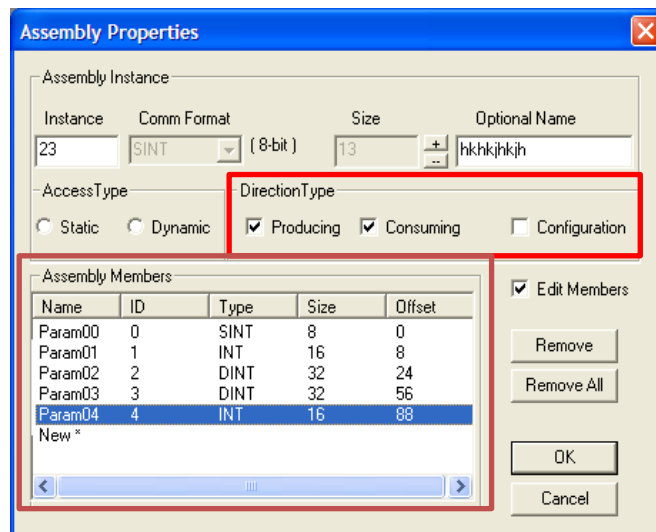 Assembly Properties
Assembly Instance
Instance Comm Format Size Optional Name
23 SINT ( 8-bit ) 13 + -- hkhkjhkjh
AccessType DirectionType
Static Dynamic Producing Consuming Configuration
Assembly Members
Edit Members
Name ID Type Size Offset
Param00 0 SINT 8 0
Param01 1 INT 16 8
Param02 2 DINT 32 24
Param03 3 DINT 32 56
Param04 4 INT 16 88
New *
Remove
Remove All
OK
Cancel